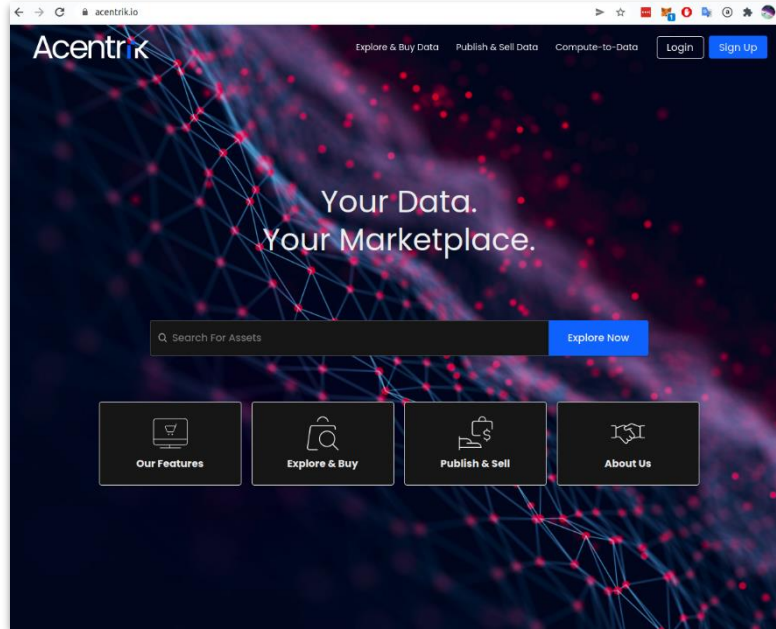 acentrik.io
Acentrik
Explore & Buy Data
Publish & Sell Data
Compute-to-Data
Login
Sign Up
Your Data.
Your Marketplace.
Search For Assets
Explore Now
Our Features
Explore & Buy
Publish & Sell
About Us